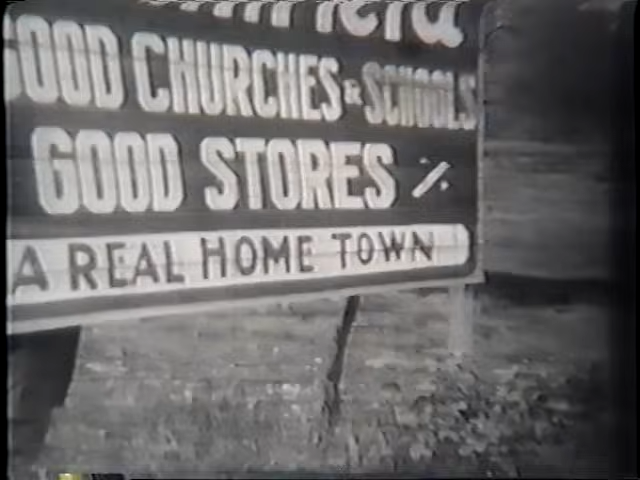 GOOD CHURCHES & SCHOOLS
GOOD STORES
A REAL HOME TOWN